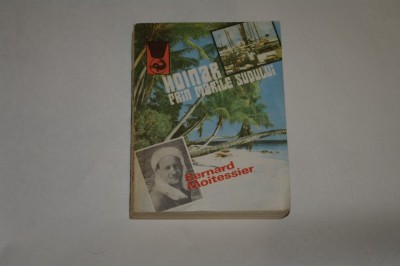 HOINAR
PRIN MĂRILE SUDULUI
Bernard
Moitessier